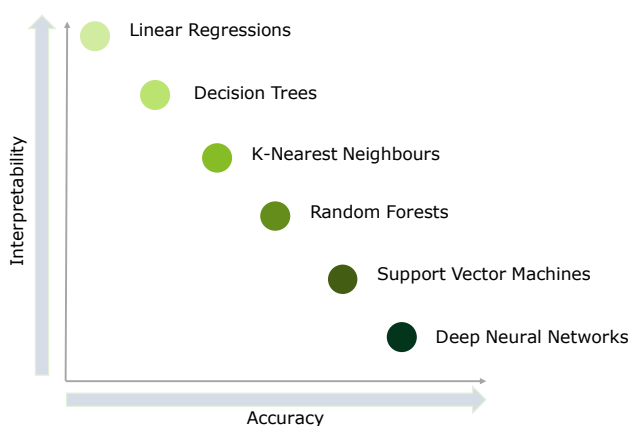 Linear Regressions
Decision Trees
K-Nearest Neighbours
Random Forests
Support Vector Machines
Deep Neural Networks
Interpretability
Accuracy